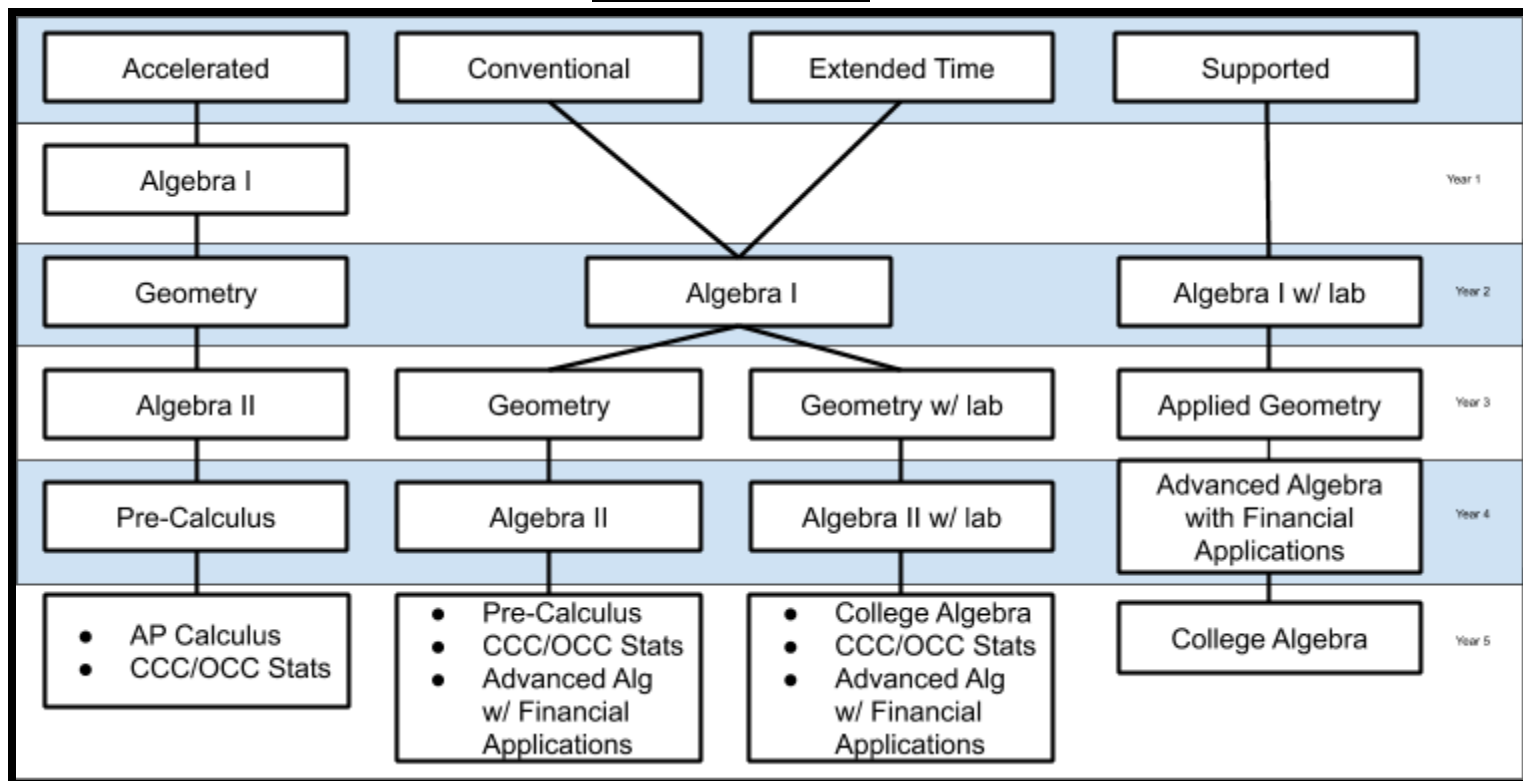 Accelerated
Conventional
Extended Time
Supported
Algebra I
Year 1
Geometry
Algebra I
Algebra I w/ lab
Year 2
Algebra II
Geometry
Geometry w/ lab
Applied Geometry
Year 3
Pre-Calculus
Algebra II
Algebra II w/ lab
Advanced Algebra
with Financial
Applications
Year 4
● AP Calculus
● CCC/OCC Stats
● Pre-Calculus
● CCC/OCC Stats
● Advanced Alg
w/ Financial
Applications
● College Algebra
● CCC/OCC Stats
● Advanced Alg
w/ Financial
Applications
College Algebra
Year 5